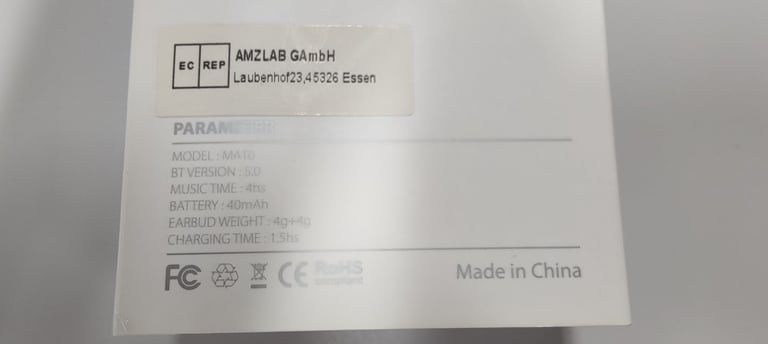 EC REP
AMZLAB GAmbH
Laubenhof23,45326 Essen
PARAMETER
MODEL : MA10
BT VERSION : 5.0
MUSIC TIME : 4hs
BATTERY : 40mAh
EARBUD WEIGHT : 4g+4g
CHARGING TIME : 1.5hs
FC CE RoHS
compliant
Made in China